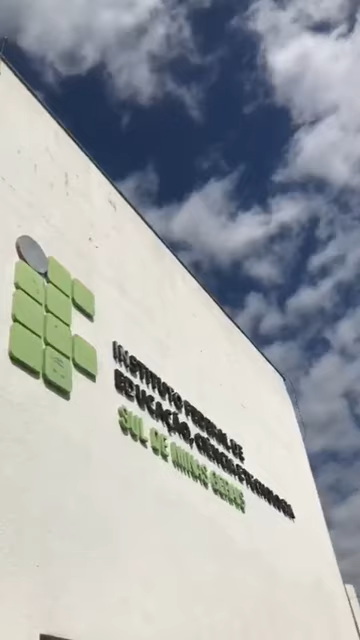 INSTITUTO FEDERAL DE
EDUCAÇÃO, CIÊNCIA E TECNOLOGIA
SUL DE MINAS GERAIS